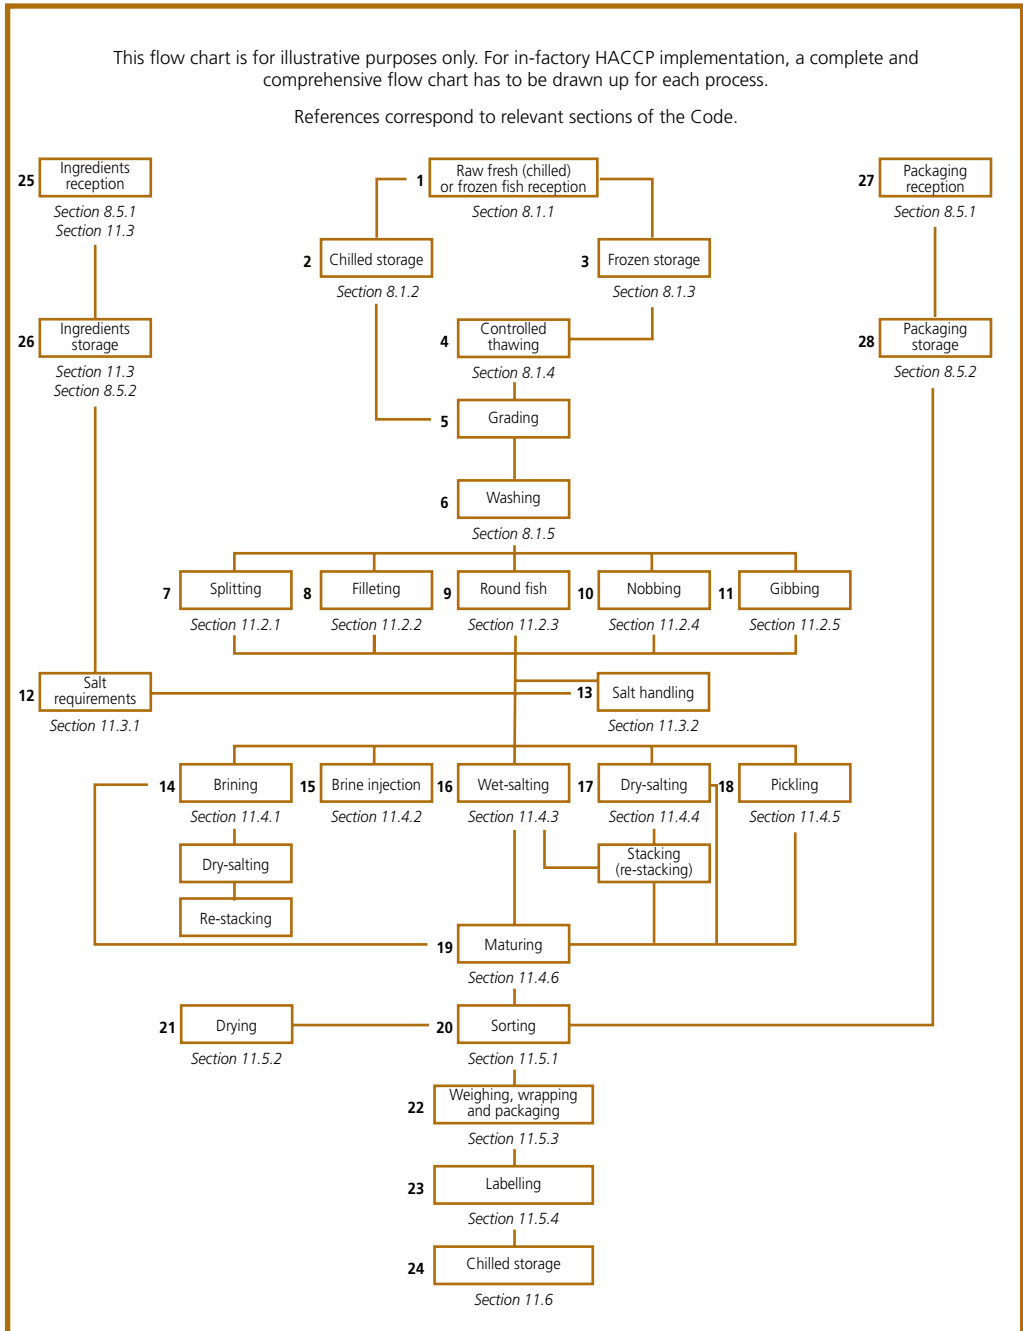 This flow chart is for illustrative purposes only. For in-factory HACCP implementation, a complete and
comprehensive flow chart has to be drawn up for each process.
References correspond to relevant sections of the Code.
25
Ingredients
reception
Section 8.5.1
Section 11.3
1
Raw fresh (chilled)
or frozen fish reception
Section 8.1.1
27
Packaging
reception
Section 8.5.1
2
Chilled storage
Section 8.1.2
3
Frozen storage
Section 8.1.3
26
Ingredients
storage
Section 11.3
Section 8.5.2
4
Controlled
thawing
Section 8.1.4
28
Packaging
storage
Section 8.5.2
5
Grading
6
Washing
Section 8.1.5
7
Splitting
Section 11.2.1
8
Filleting
Section 11.2.2
9
Round fish
Section 11.2.3
10
Nobbing
Section 11.2.4
11
Gibbing
Section 11.2.5
12
Salt
requirements
Section 11.3.1
13
Salt handling
Section 11.3.2
14
Brining
Section 11.4.1
15
Brine injection
Section 11.4.2
16
Wet-salting
Section 11.4.3
17
Dry-salting
Section 11.4.4
18
Pickling
Section 11.4.5
Dry-salting
Stacking
(re-stacking)
Re-stacking
19
Maturing
Section 11.4.6
21
Drying
Section 11.5.2
20
Sorting
Section 11.5.1
22
Weighing, wrapping
and packaging
Section 11.5.3
23
Labelling
Section 11.5.4
24
Chilled storage
Section 11.6